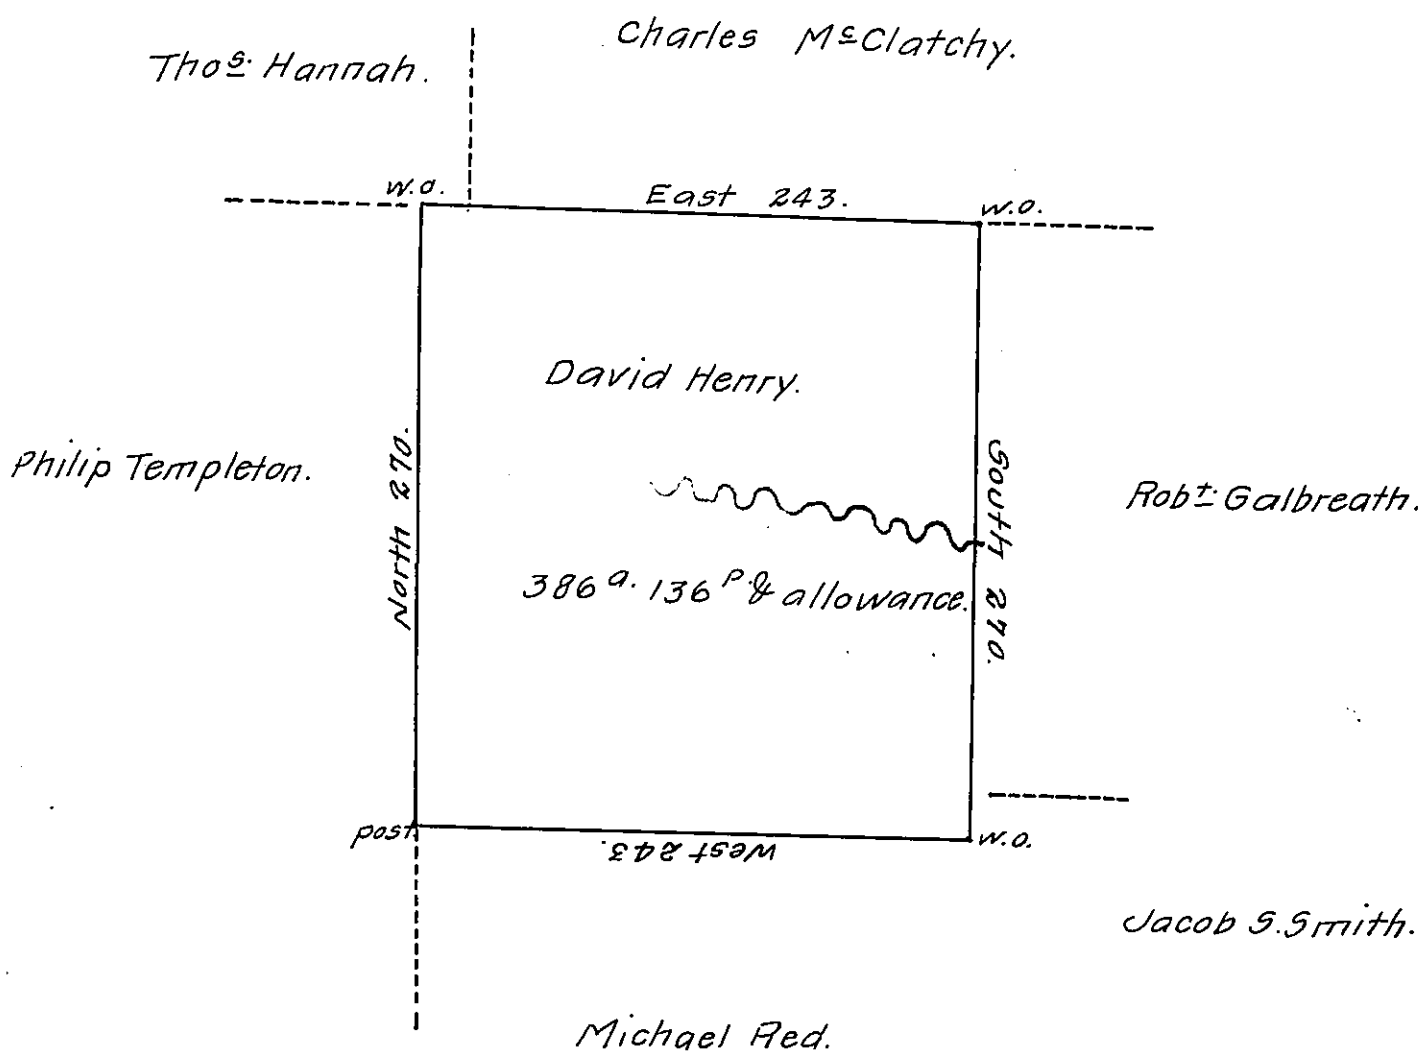 Thos. Hannah.
Charles McClatchy.
W.O.
East 243.
W.O.
David Henry.
Philip Templeton.
North 270.
South 270.
Robt. Galbreath.
386 a. 136 P. & allowance.
post
West 243.
W.O.
Jacob S. Smith.
Michael Red.